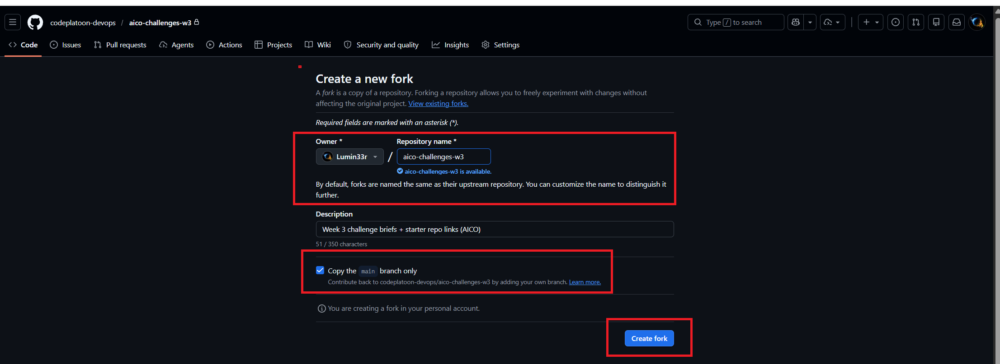 codeplatoon-devops / aico-challenges-w3
Type / to search
Code Issues Pull requests Agents Actions Projects Wiki Security and quality Insights Settings
Create a new fork
A fork is a copy of a repository. Forking a repository allows you to freely experiment with changes without
affecting the original project. View existing forks.
Required fields are marked with an asterisk (*).
Owner * Repository name *
Lumin33r / aico-challenges-w3
aico-challenges-w3 is available.
By default, forks are named the same as their upstream repository. You can customize the name to distinguish it
further.
Description
Week 3 challenge briefs + starter repo links (AICO)
51 / 350 characters
Copy the main branch only
Contribute back to codeplatoon-devops/aico-challenges-w3 by adding your own branch. Learn more.
You are creating a fork in your personal account.
Create fork